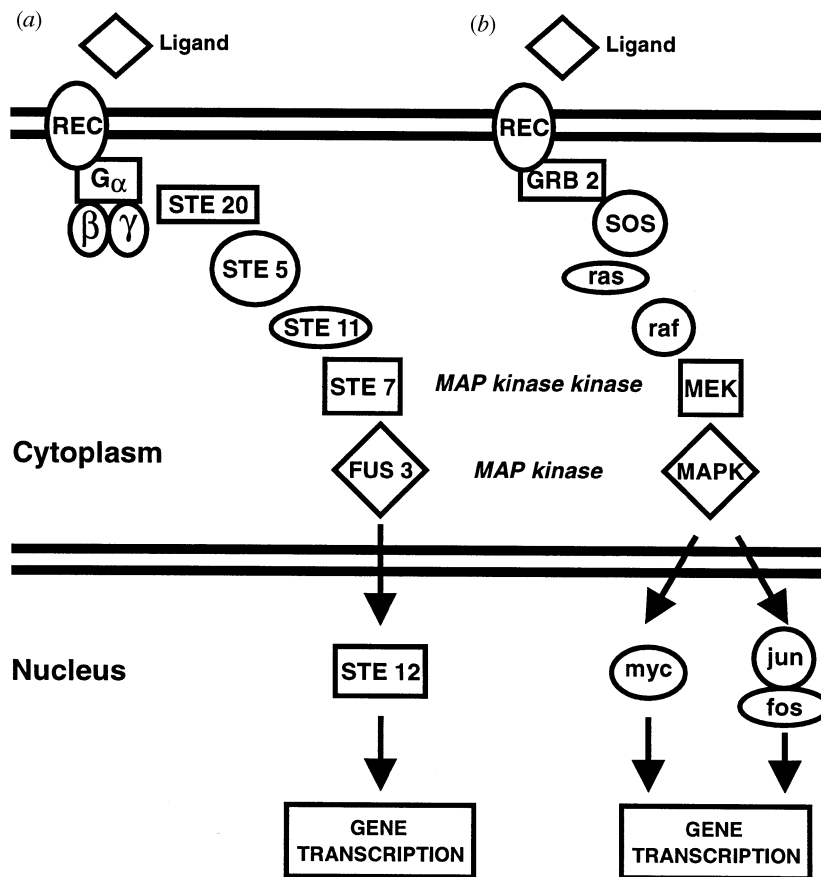 (a)
Ligand
REC
Gα
β γ
STE 20
STE 5
STE 11
STE 7
FUS 3
STE 12
GENE
TRANSCRIPTION
(b)
Ligand
REC
GRB 2
SOS
ras
raf
MAP kinase kinase
MEK
MAP kinase
MAPK
myc
jun
fos
GENE
TRANSCRIPTION
Cytoplasm
Nucleus